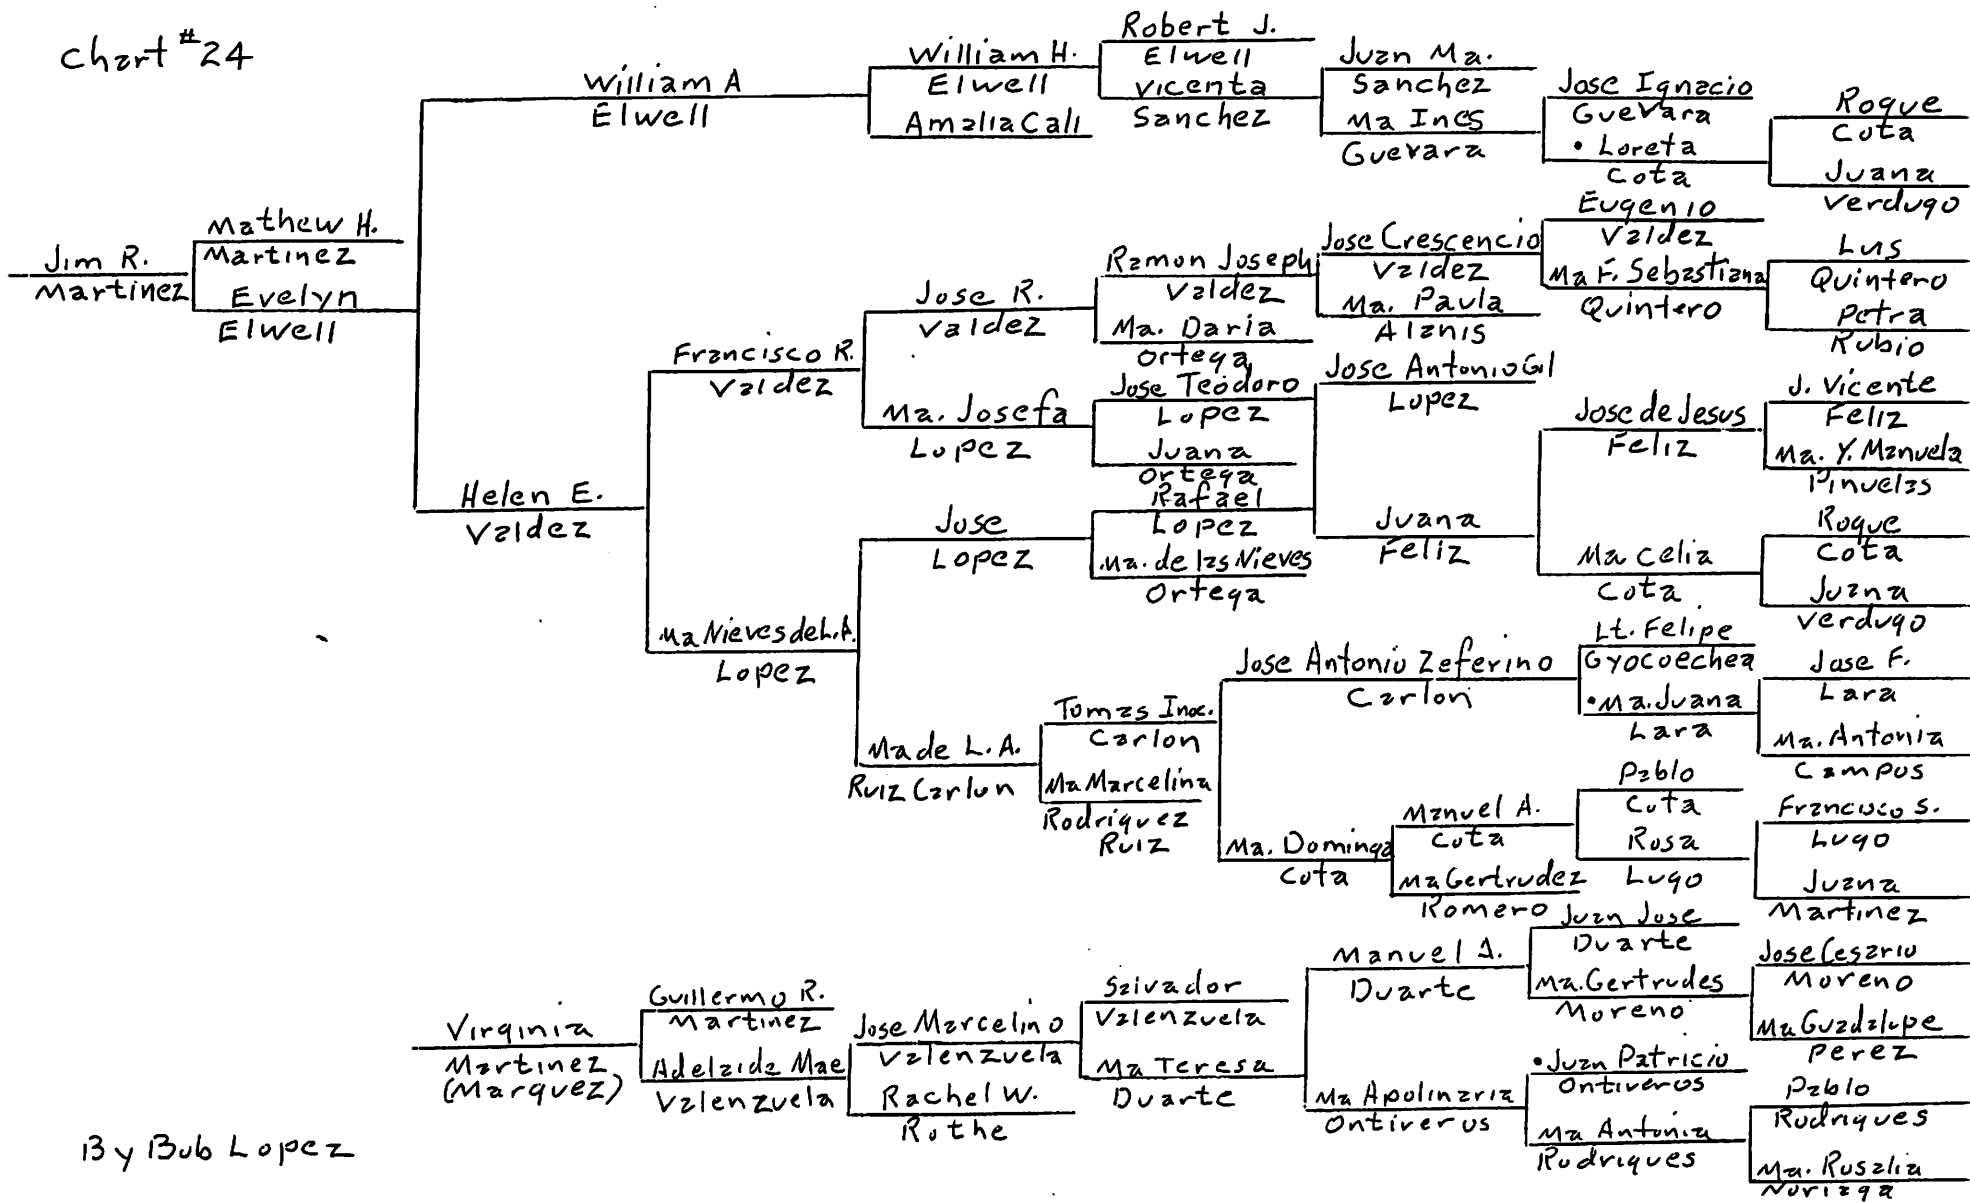 Chart #24
Jim R.
Martinez
Mathew H.
Martinez
Evelyn
Elwell
William A
Elwell
Helen E.
Valdez
William H.
Elwell
Amalia Call
Francisco R.
Valdez
Ma Nieves de L.A.
Lopez
Robert J.
Elwell
Vicenta
Sanchez
Jose R.
Valdez
Ma. Josefa
Lopez
Jose
Lopez
Ma de L.A.
Ruiz Carlon
Juan Ma.
Sanchez
Ma Ines
Guevara
Ramon Joseph
Valdez
Ma. Daria
Ortega
Jose Teodoro
Lopez
Juana
Ortega
Rafael
Lopez
Ma. de las Nieves
Ortega
Tomas Inoc.
Carlon
Ma Marcelina
Rodriquez
Ruiz
Jose Ignacio
Guevara
• Loreta
Cota
Jose Crescencio
Valdez
Ma. Paula
Alanis
Jose Antonio Gil
Lopez
Juana
Feliz
Jose Antonio Zeferino
Carlon
Ma. Dominga
Cota
Roque
Cota
Juana
Verdugo
Eugenio
Valdez
Ma F. Sebastiana
Quintero
Luis
Quintero
Petra
Rubio
Jose de Jesus
Feliz
Ma Celia
Cota
J. Vicente
Feliz
Ma. Y. Manuela
Pinuelas
Roque
Cota
Juana
Verdugo
Lt. Felipe
Gyocoechea
• Ma. Juana
Lara
Jose F.
Lara
Ma. Antonia
Campos
Manuel A.
Cota
Ma Gertrudez
Romero
Pablo
Cota
Rosa
Lugo
Francisco S.
Lugo
Juana
Martinez
Virginia
Martinez
(Marquez)
Guillermo R.
Martinez
Adelaida Mae
Valenzuela
Jose Marcelino
Valenzuela
Rachel W.
Rothe
Salvador
Valenzuela
Ma Teresa
Duarte
Manuel A.
Duarte
Ma Apolinaria
Ontiveros
Juan Jose
Duarte
Ma. Gertrudes
Moreno
Jose Cesario
Moreno
Ma Guadalupe
Perez
• Juan Patricio
Ontiveros
Ma Antonia
Rodriques
Pablo
Rodriques
Ma. Rosalia
Noriega
By Bob Lopez